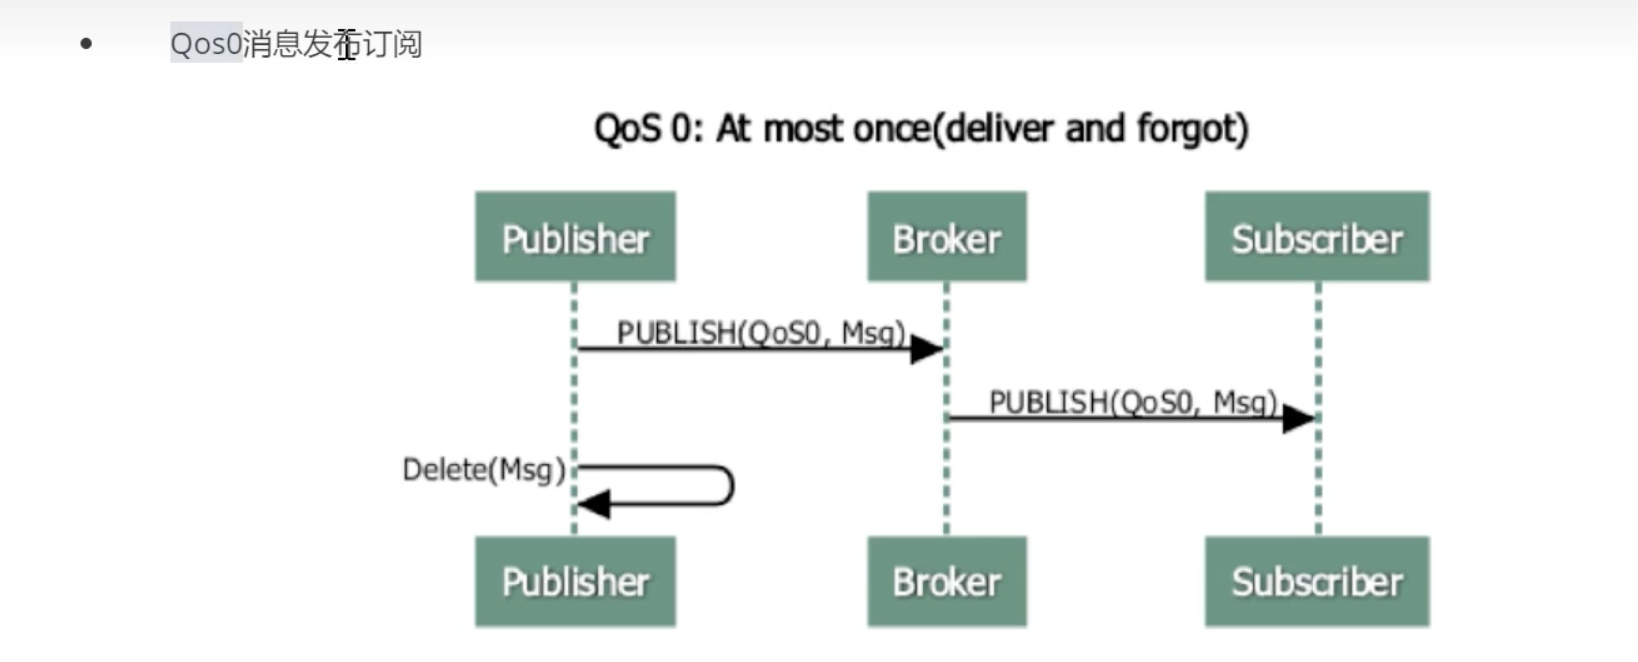 Qos0消息发布订阅
QoS 0: At most once(deliver and forgot)
Publisher
Broker
Subscriber
PUBLISH(QoS0, Msg)
PUBLISH(QoS0, Msg)
Delete(Msg)
Publisher
Broker
Subscriber